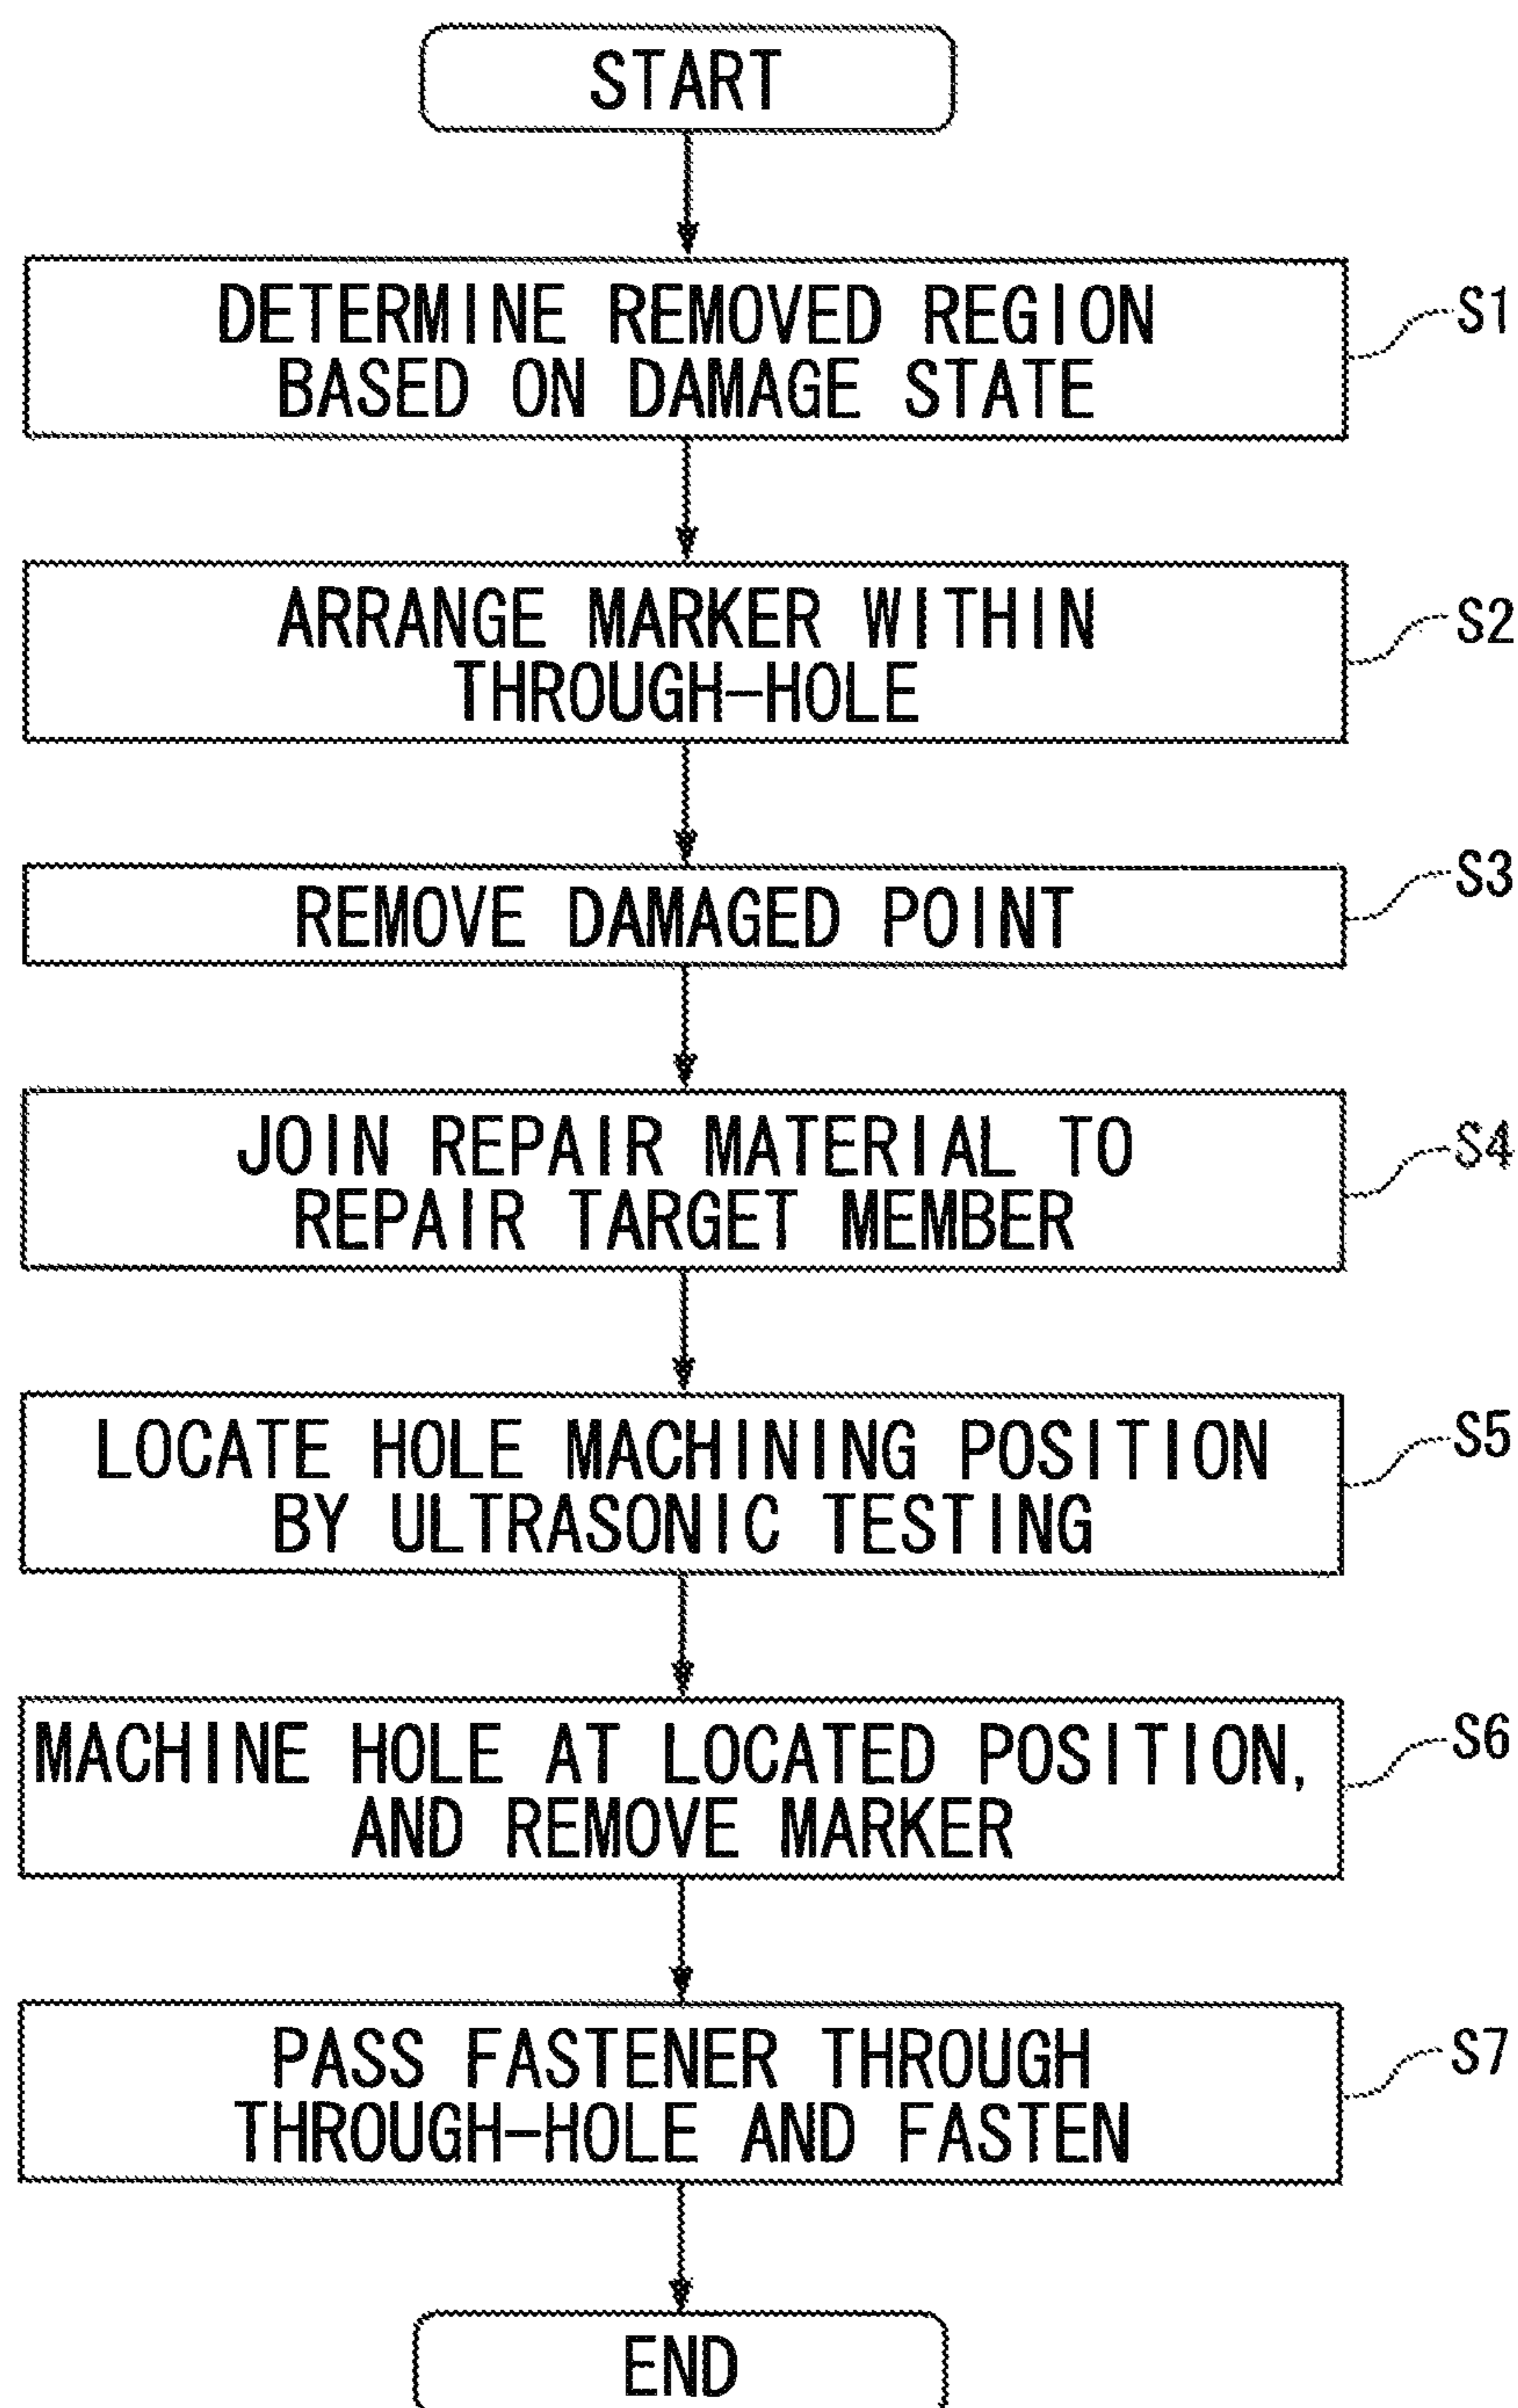 START
DETERMINE REMOVED REGION
BASED ON DAMAGE STATE
S1
ARRANGE MARKER WITHIN
THROUGH-HOLE
S2
REMOVE DAMAGED POINT
S3
JOIN REPAIR MATERIAL TO
REPAIR TARGET MEMBER
S4
LOCATE HOLE MACHINING POSITION
BY ULTRASONIC TESTING
S5
MACHINE HOLE AT LOCATED POSITION,
AND REMOVE MARKER
S6
PASS FASTENER THROUGH
THROUGH-HOLE AND FASTEN
S7
END